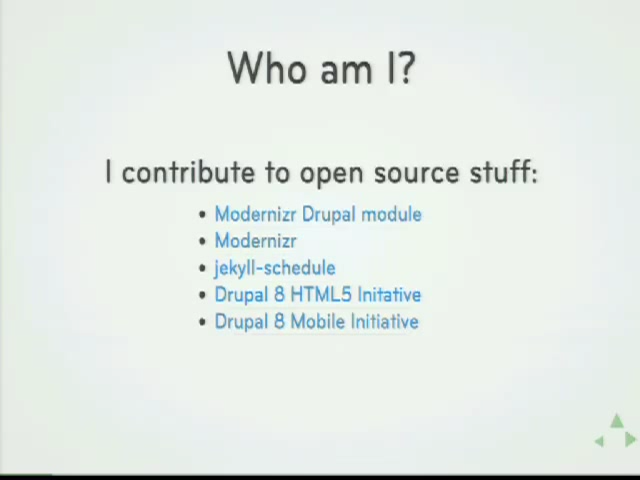 Who am I?
I contribute to open source stuff:
• Modernizr Drupal module
• Modernizr
• jekyll-schedule
• Drupal 8 HTML5 Initative
• Drupal 8 Mobile Initiative